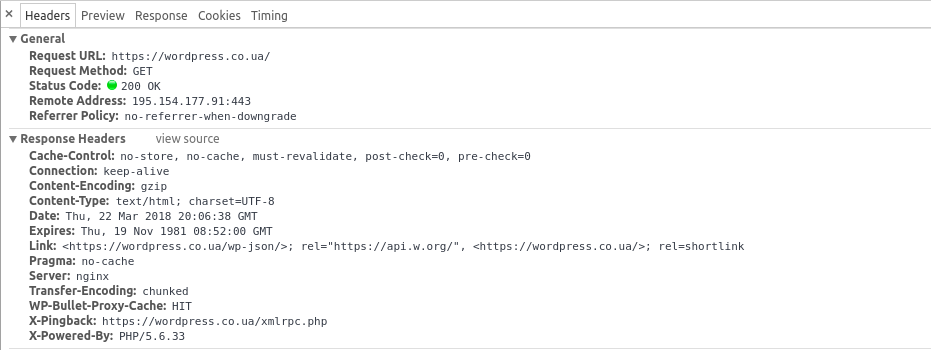 × Headers Preview Response Cookies Timing
▼ General
Request URL: https://wordpress.co.ua/
Request Method: GET
Status Code: 200 OK
Remote Address: 195.154.177.91:443
Referrer Policy: no-referrer-when-downgrade
▼ Response Headers view source
Cache-Control: no-store, no-cache, must-revalidate, post-check=0, pre-check=0
Connection: keep-alive
Content-Encoding: gzip
Content-Type: text/html; charset=UTF-8
Date: Thu, 22 Mar 2018 20:06:38 GMT
Expires: Thu, 19 Nov 1981 08:52:00 GMT
Link: <https://wordpress.co.ua/wp-json/>; rel="https://api.w.org/", <https://wordpress.co.ua/>; rel=shortlink
Pragma: no-cache
Server: nginx
Transfer-Encoding: chunked
WP-Bullet-Proxy-Cache: HIT
X-Pingback: https://wordpress.co.ua/xmlrpc.php
X-Powered-By: PHP/5.6.33